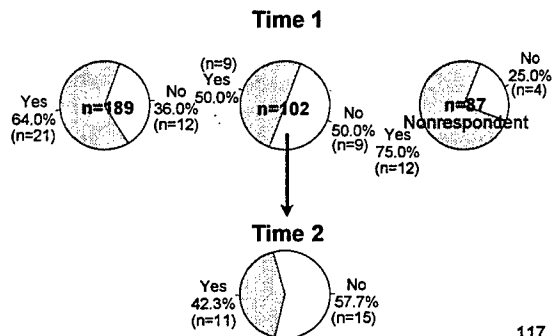 Time 1
Yes
64.0%
(n=21)
n=189
No
36.0%
(n=12)
(n=9)
Yes
50.0%
n=102
No
50.0%
(n=9)
n=87
Nonrespondent
No
25.0%
(n=4)
Yes
75.0%
(n=12)
Time 2
Yes
42.3%
(n=11)
No
57.7%
(n=15)
117